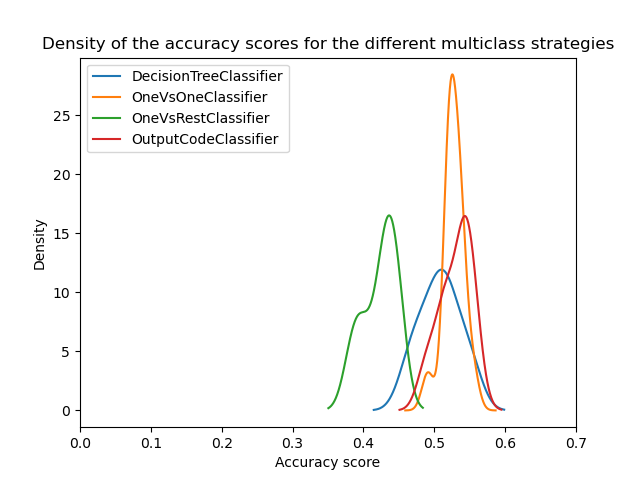 Density of the accuracy scores for the different multiclass strategies
DecisionTreeClassifier
OneVsOneClassifier
OneVsRestClassifier
OutputCodeClassifier
25
20
15
10
5
0
Density
0.0 0.1 0.2 0.3 0.4 0.5 0.6 0.7
Accuracy score